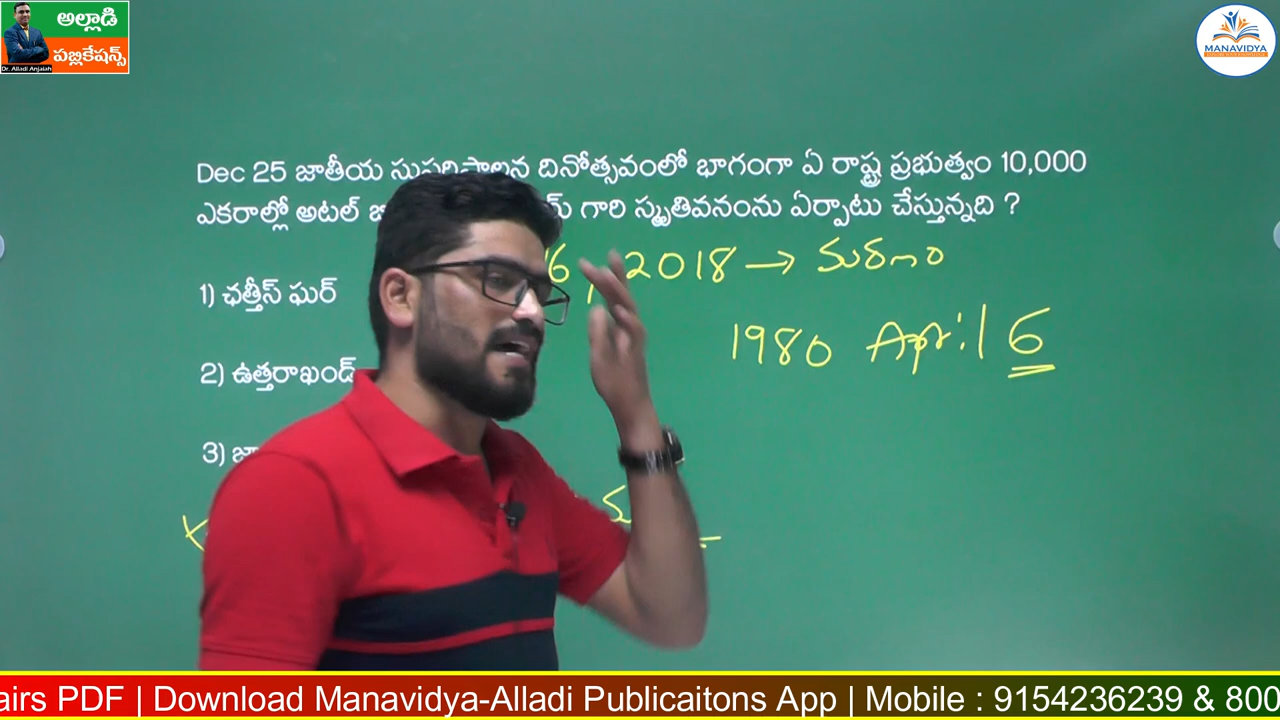 అల్లాడి
పబ్లికేషన్స్
Dr. Alladi Anjaiah
MANAVIDYA
Dec 25 జాతీయ సుపరిపాలన దినోత్సవంలో భాగంగా ఏ రాష్ట్ర ప్రభుత్వం 10,000
ఎకరాల్లో అటల్ గారి స్మృతివనంను ఏర్పాటు చేస్తున్నది ?
16, 2018 → మరణం
1) ఛత్తీస్ ఘర్
1980 April 6
2) ఉత్తరాఖండ్
3)
airs PDF | Download Manavidya-Alladi Publicaitons App | Mobile : 9154236239 & 800